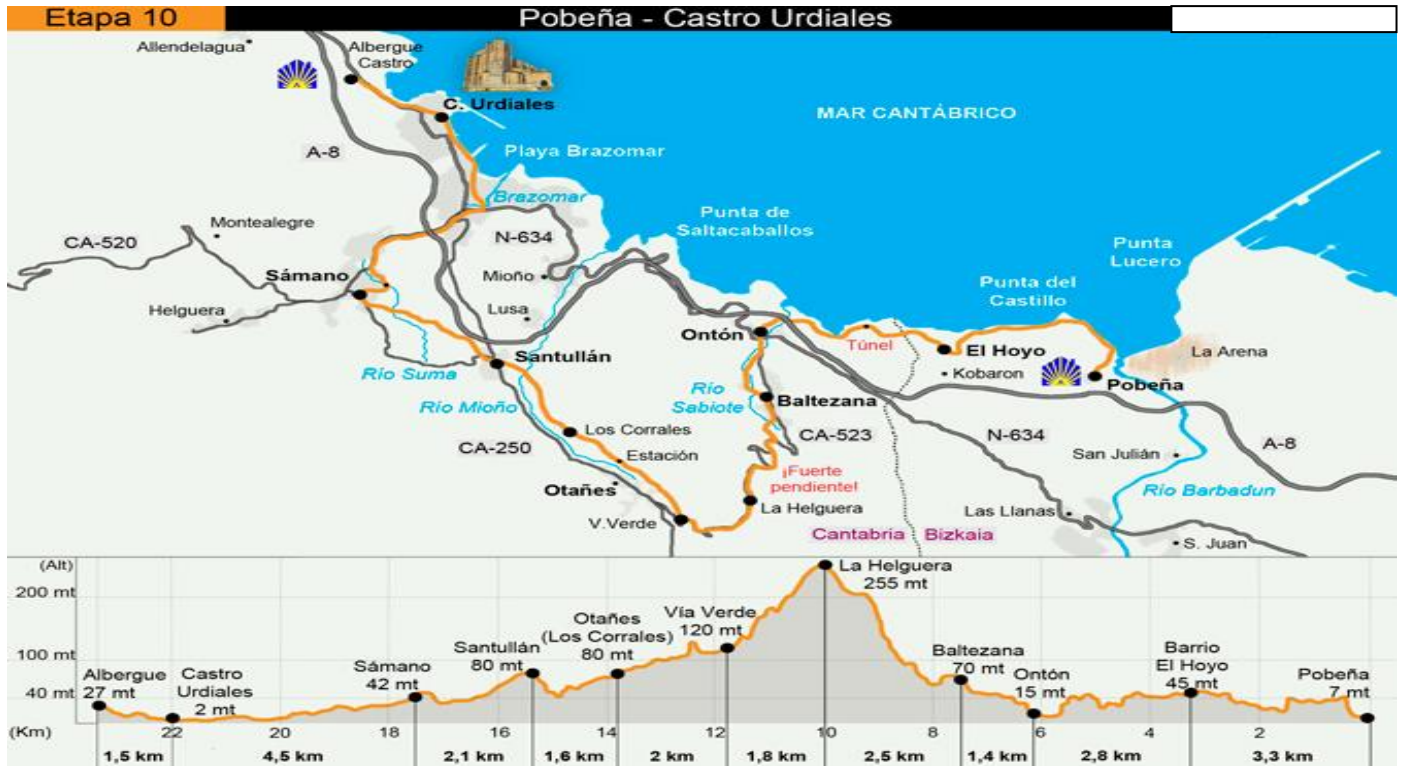 Etapa 10
Pobeña - Castro Urdiales
Allendelagua
Albergue
Castro
C. Urdiales
MAR CANTÁBRICO
A-8
Playa Brazomar
Brazomar
Montealegre
CA-520
N-634
Punta de
Saltacaballos
Punta
Lucero
Sámano
Mioño
Punta del
Castillo
Helguera
Lusa
Ontón
Túnel
El Hoyo
La Arena
Santullán
Kobaron
Pobeña
Río Suma
Río
Sabiote
Baltezana
Río Mioño
Los Corrales
CA-523
N-634
A-8
CA-250
Estación
San Julián
¡Fuerte
pendiente!
Otañes
Río Barbadun
La Helguera
Las Llanas
V.Verde
Cantabria
Bizkaia
S. Juan
(Alt)
200 mt
100 mt
40 mt
(Km)
Albergue
27 mt
Castro
Urdiales
2 mt
Sámano
42 mt
Santullán
80 mt
Otañes
(Los Corrales)
80 mt
Vía Verde
120 mt
La Helguera
255 mt
Baltezana
70 mt
Ontón
15 mt
Barrio
El Hoyo
45 mt
Pobeña
7 mt
22 20 18 16 14 12 10 8 6 4 2
1,5 km 4,5 km 2,1 km 1,6 km 2 km 1,8 km 2,5 km 1,4 km 2,8 km 3,3 km